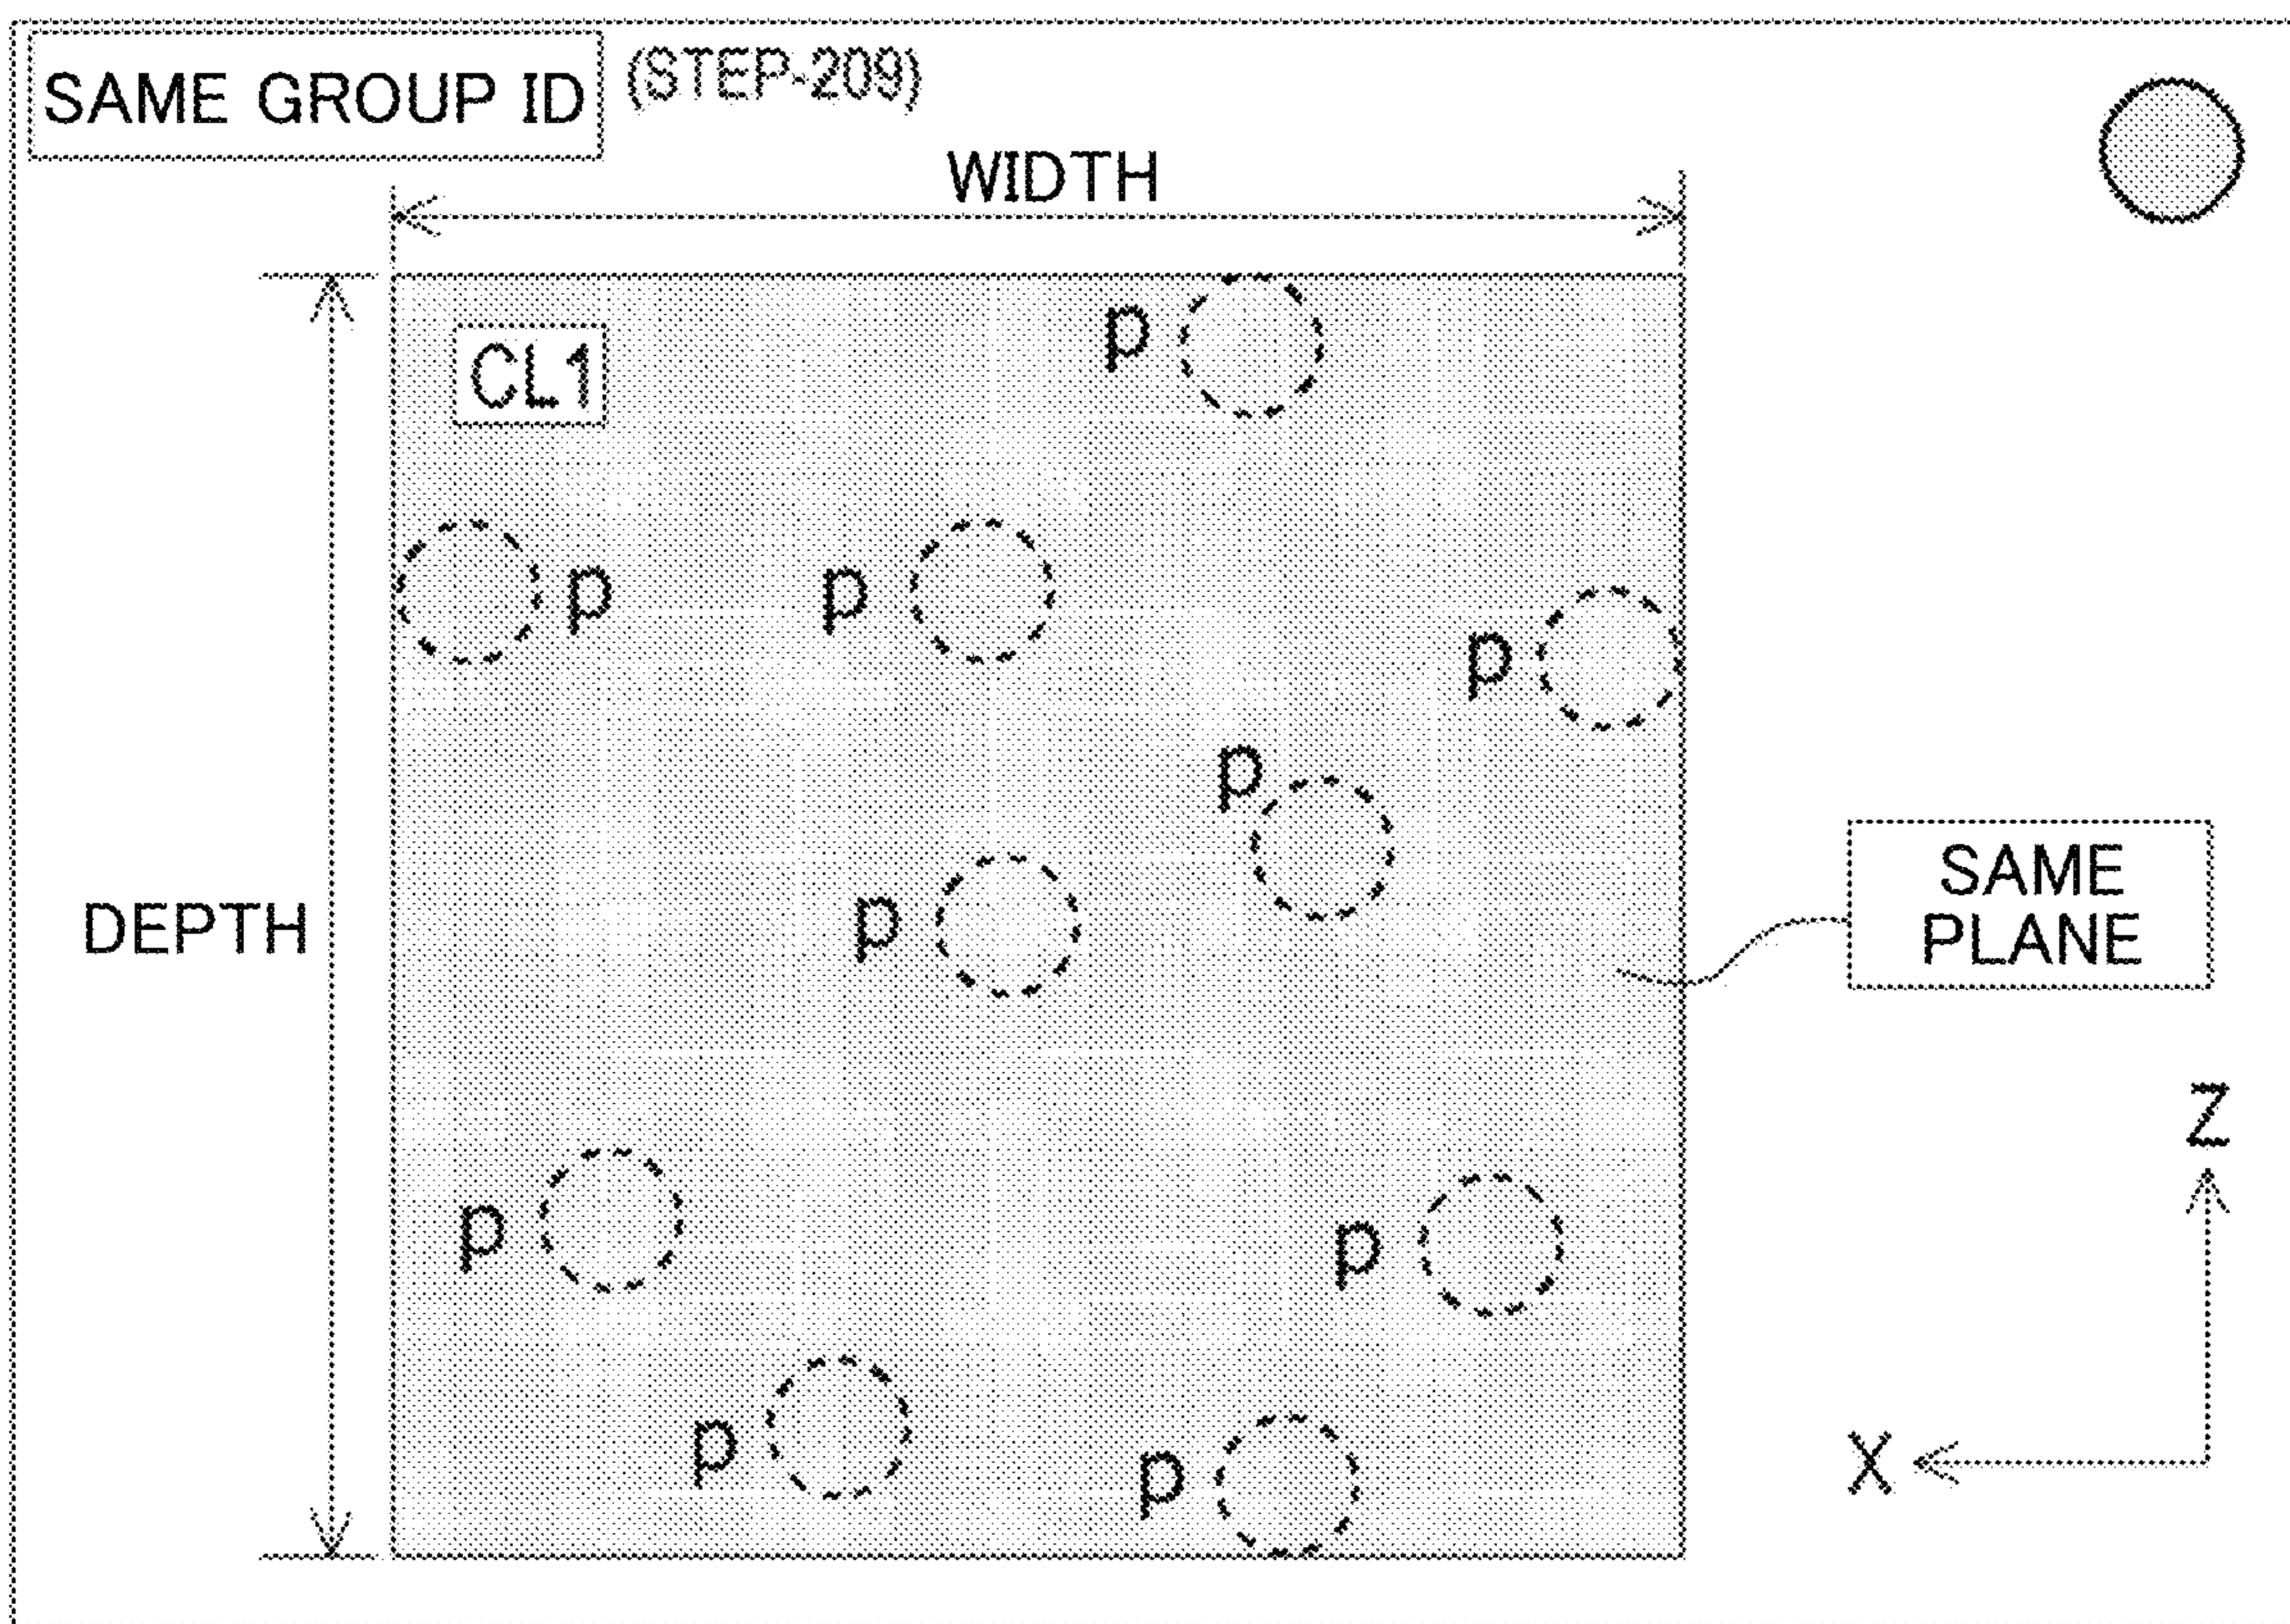 SAME GROUP ID (STEP-209)
WIDTH
p
CL1
p
p
p
p
DEPTH
p
SAME
PLANE
Z
p
p
p
p
X